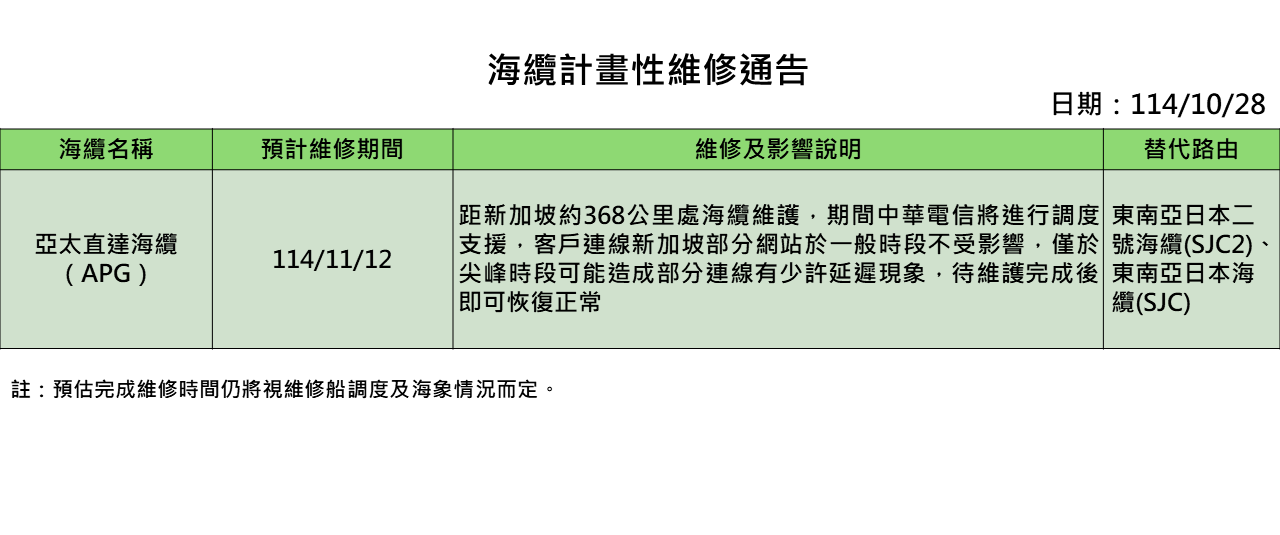 海纜計畫性維修通告
日期：114/10/28
海纜名稱
預計維修期間
維修及影響說明
替代路由
亞太直達海纜
（APG）
114/11/12
距新加坡約368公里處海纜維護，期間中華電信將進行調度
支援，客戶連線新加坡部分網站於一般時段不受影響，僅於
尖峰時段可能造成部分連線有少許延遲現象，待維護完成後
即可恢復正常
東南亞日本二
號海纜(SJC2)、
東南亞日本海
纜(SJC)
註：預估完成維修時間仍將視維修船調度及海象情況而定。